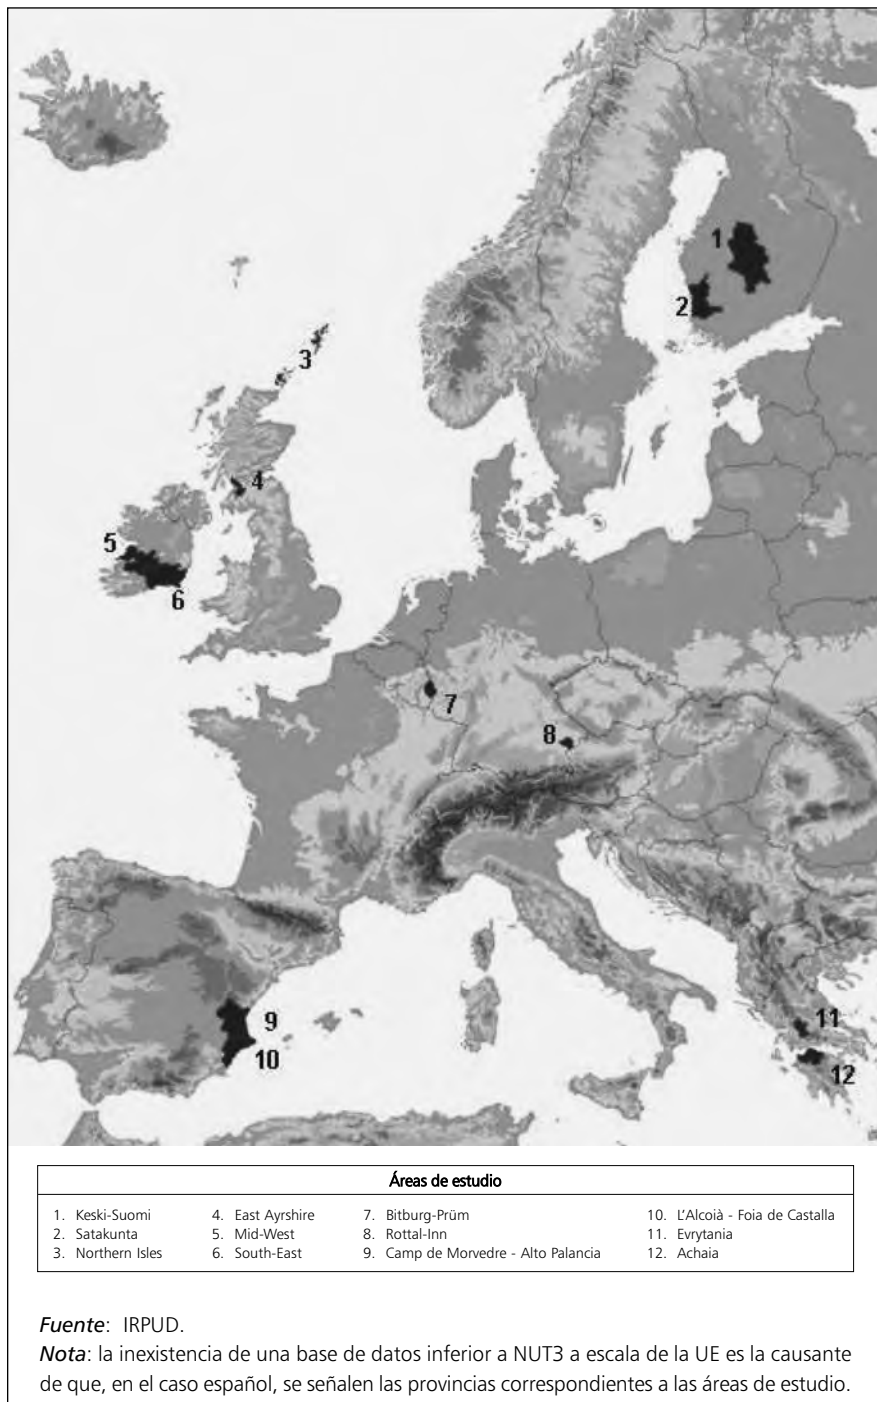 1
2
3
4
5
6
7
8
9
10
11
12
Áreas de estudio
1. Keski-Suomi
2. Satakunta
3. Northern Isles
4. East Ayrshire
5. Mid-West
6. South-East
7. Bitburg-Prüm
8. Rottal-Inn
9. Camp de Morvedre - Alto Palancia
10. L'Alcoià - Foia de Castalla
11. Evrytania
12. Achaia
Fuente: IRPUD.
Nota: la inexistencia de una base de datos inferior a NUT3 a escala de la UE es la causante
de que, en el caso español, se señalen las provincias correspondientes a las áreas de estudio.